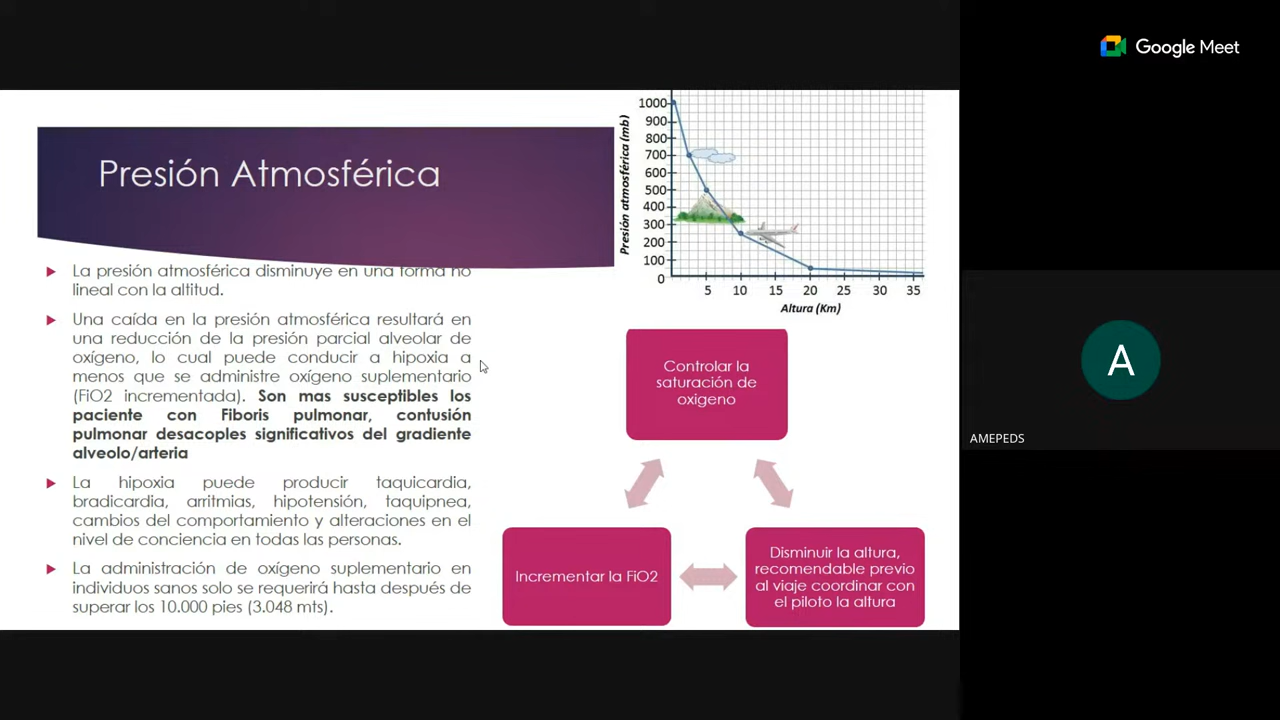 Google Meet
Presión Atmosférica
La presión atmosférica disminuye en una forma no
lineal con la altitud.
Una caída en la presión atmosférica resultará en
una reducción de la presión parcial alveolar de
oxígeno, lo cual puede conducir a hipoxia a
menos que se administre oxígeno suplementario
(FiO2 incrementada). Son mas susceptibles los
paciente con Fiboris pulmonar, contusión
pulmonar desacoples significativos del gradiente
alveolo/arteria
La hipoxia puede producir taquicardia,
bradicardia, arritmias, hipotensión, taquipnea,
cambios del comportamiento y alteraciones en el
nivel de conciencia en todas las personas.
La administración de oxígeno suplementario en
individuos sanos solo se requerirá hasta después de
superar los 10.000 pies (3.048 mts).
Presión atmosférica (mb)
1000
900
800
700
600
500
400
300
200
100
0
5 10 15 20 25 30 35
Altura (Km)
Controlar la
saturación de
oxigeno
Incrementar la FiO2
Disminuir la altura,
recomendable previo
al viaje coordinar con
el piloto la altura
A
AMEPEDS